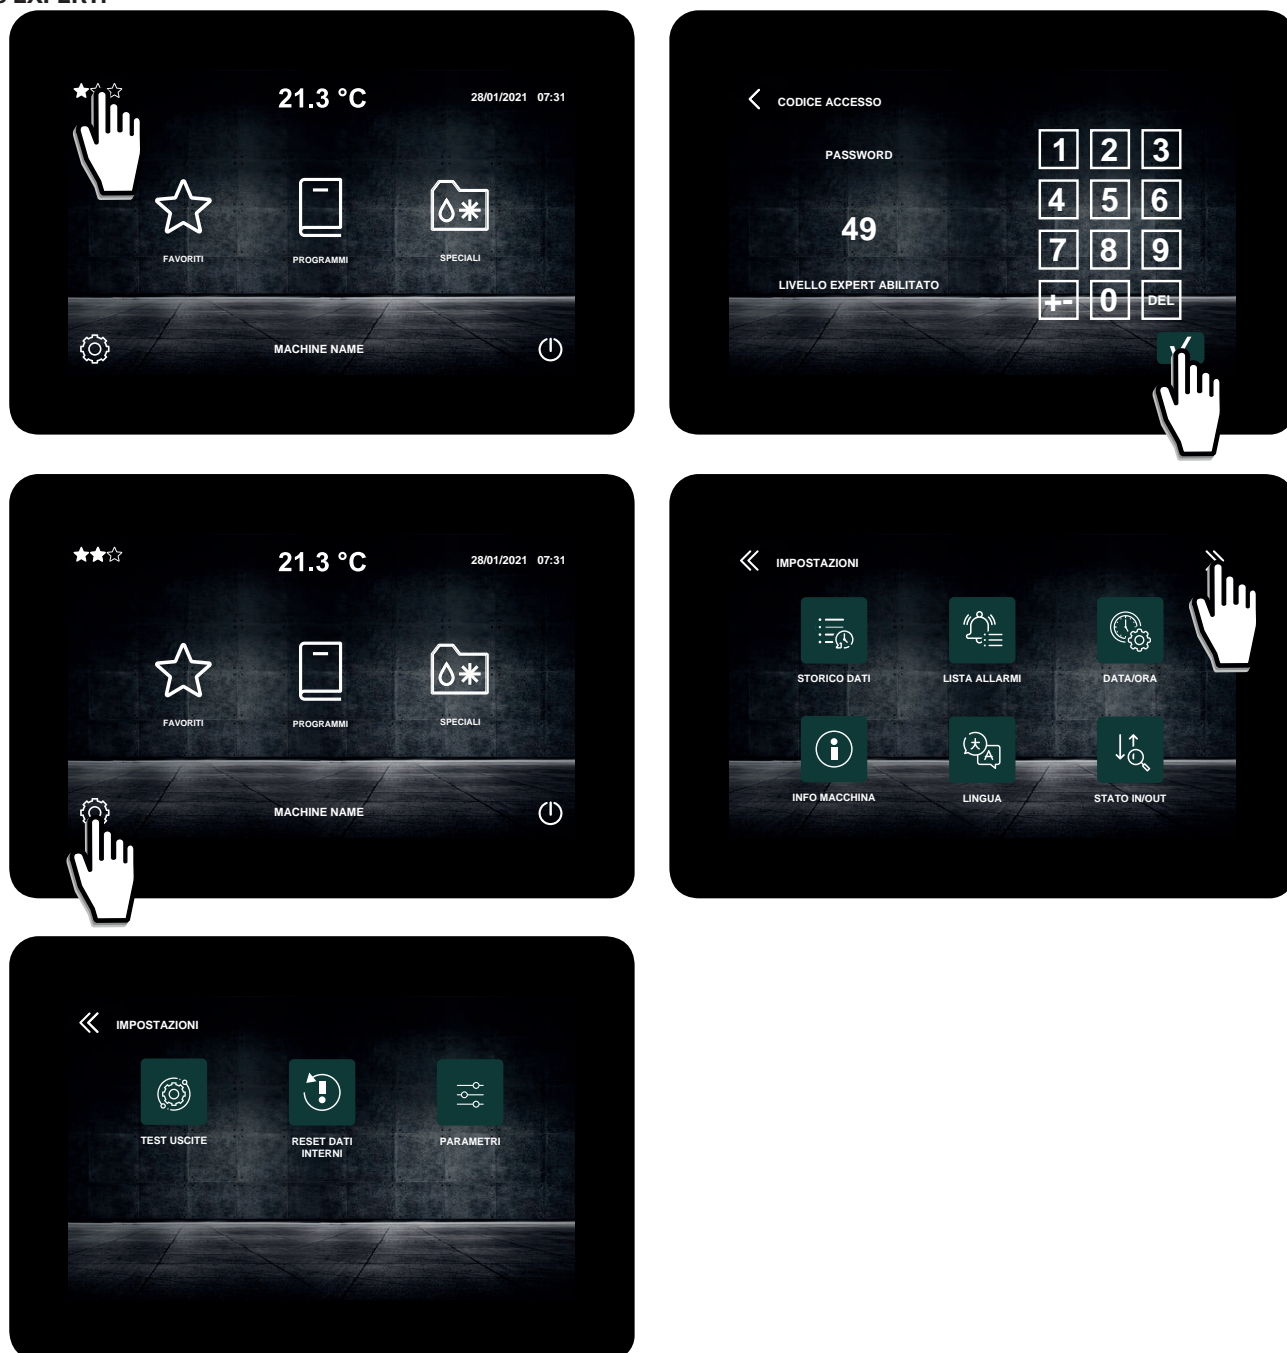 21.3 °C
28/01/2021 07:31
FAVORITI
PROGRAMMI
SPECIALI
MACHINE NAME
CODICE ACCESSO
PASSWORD
49
LIVELLO EXPERT ABILITATO
1 2 3
4 5 6
7 8 9
+- 0 DEL
21.3 °C
28/01/2021 07:31
FAVORITI
PROGRAMMI
SPECIALI
MACHINE NAME
IMPOSTAZIONI
STORICO DATI
LISTA ALLARMI
DATA/ORA
INFO MACCHINA
LINGUA
STATO IN/OUT
IMPOSTAZIONI
TEST USCITE
RESET DATI
INTERNI
PARAMETRI